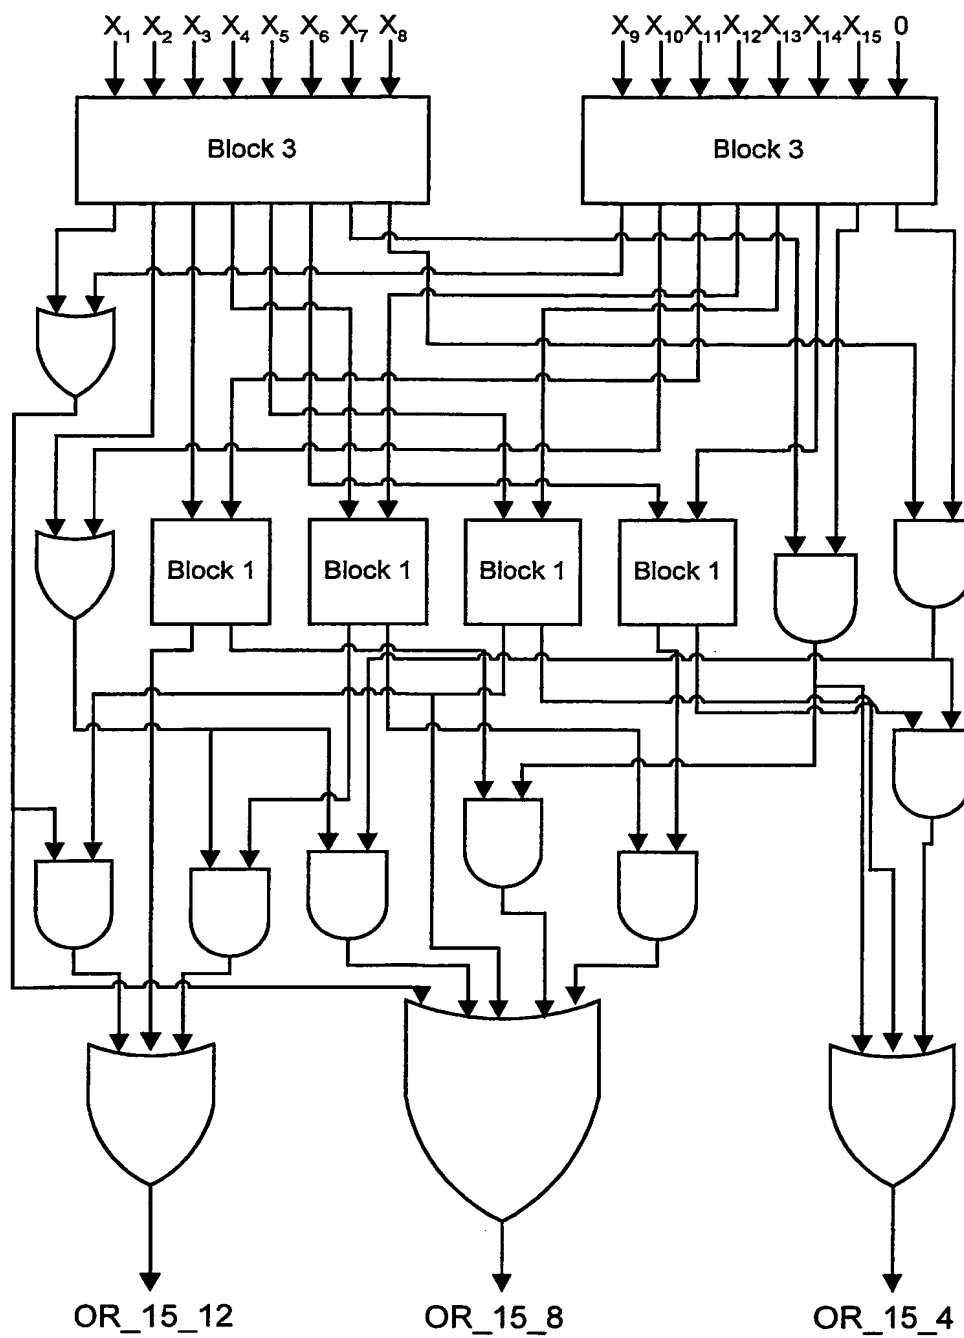 X₁ X₂ X₃ X₄ X₅ X₆ X₇ X₈ X₉ X₁₀ X₁₁ X₁₂ X₁₃ X₁₄ X₁₅ 0
Block 3 Block 3
Block 1 Block 1 Block 1 Block 1
OR_15_12 OR_15_8 OR_15_4